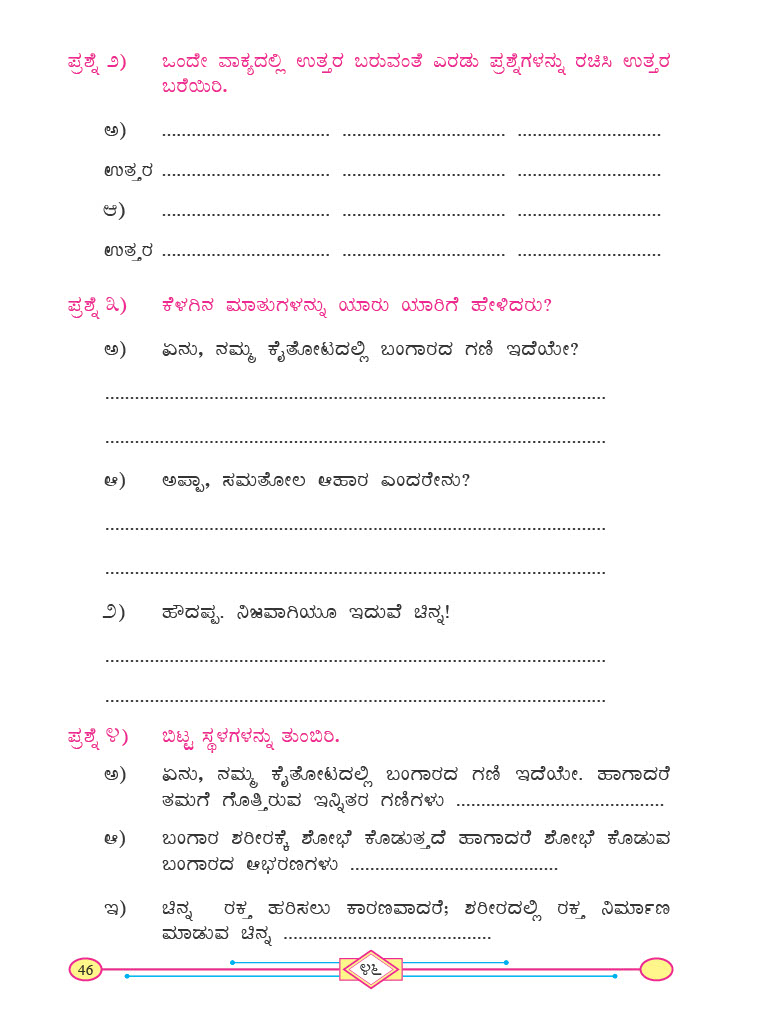 ಪ್ರಶ್ನೆ ೨) ಒಂದೇ ವಾಕ್ಯದಲ್ಲಿ ಉತ್ತರ ಬರುವಂತೆ ಎರಡು ಪ್ರಶ್ನೆಗಳನ್ನು ರಚಿಸಿ ಉತ್ತರ
ಬರೆಯಿರಿ.
ಅ) .................................. ................................. .............................
ಉತ್ತರ .................................. ................................. .............................
ಆ) .................................. ................................. .............................
ಉತ್ತರ .................................. ................................. .............................
ಪ್ರಶ್ನೆ ೩) ಕೆಳಗಿನ ಮಾತುಗಳನ್ನು ಯಾರು ಯಾರಿಗೆ ಹೇಳಿದರು?
ಅ) ಏನು, ನಮ್ಮ ಕೈತೋಟದಲ್ಲಿ ಬಂಗಾರದ ಗಣಿ ಇದೆಯೇ?
.....................................................................................................
.....................................................................................................
ಆ) ಅಪ್ಪಾ, ಸಮತೋಲ ಆಹಾರ ಎಂದರೇನು?
.....................................................................................................
.....................................................................................................
೨) ಹೌದಪ್ಪ. ನಿಜವಾಗಿಯೂ ಇದುವೆ ಚಿನ್ನ!
.....................................................................................................
.....................................................................................................
ಪ್ರಶ್ನೆ ೪) ಬಿಟ್ಟ ಸ್ಥಳಗಳನ್ನು ತುಂಬಿರಿ.
ಅ) ಏನು, ನಮ್ಮ ಕೈತೋಟದಲ್ಲಿ ಬಂಗಾರದ ಗಣಿ ಇದೆಯೇ. ಹಾಗಾದರೆ
ತಮಗೆ ಗೊತ್ತಿರುವ ಇನ್ನಿತರ ಗಣಿಗಳು ..........................................
ಆ) ಬಂಗಾರ ಶರೀರಕ್ಕೆ ಶೋಭೆ ಕೊಡುತ್ತದೆ ಹಾಗಾದರೆ ಶೋಭೆ ಕೊಡುವ
ಬಂಗಾರದ ಆಭರಣಗಳು ..........................................
ಇ) ಚಿನ್ನ ರಕ್ತ ಹರಿಸಲು ಕಾರಣವಾದರೆ; ಶರೀರದಲ್ಲಿ ರಕ್ತ ನಿರ್ಮಾಣ
ಮಾಡುವ ಚಿನ್ನ ..........................................
46 ೪೬